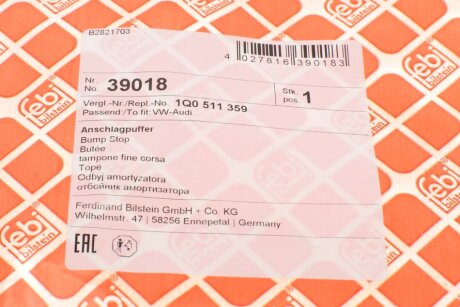 B2821703
4 027816 390183
Nr.
No. 39018
Stk.
pcs. 1
Vergl.-Nr./Repl.-No. 1Q0 511 359
Passend./To fit: VW-Audi
Anschlagpuffer
Bump Stop
Butée
tampone fine corsa
Tope
Odbyj amortyzatora
отбойник амортизатора
Ferdinand Bilstein GmbH + Co. KG
Wilhelmstr. 47 | 58256 Ennepetal | Germany
EAC
febi
bilstein